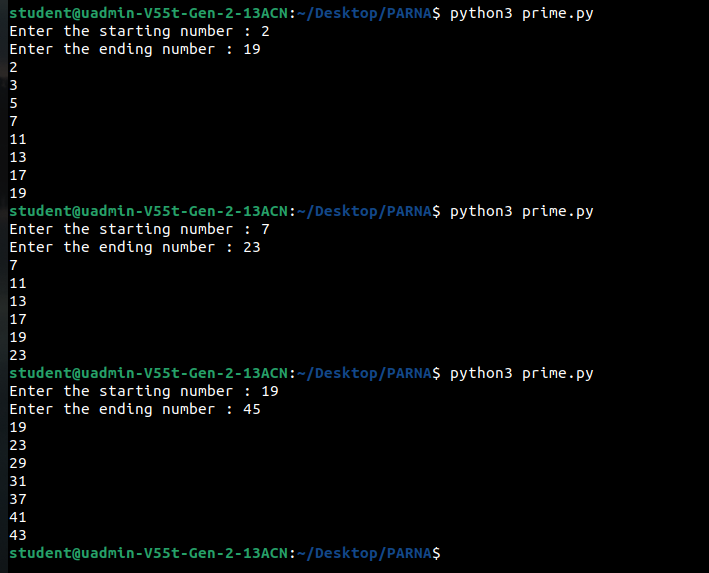 student@uadmin-V55t-Gen-2-13ACN:~/Desktop/PARNA$ python3 prime.py
Enter the starting number : 2
Enter the ending number : 19
2
3
5
7
11
13
17
19
student@uadmin-V55t-Gen-2-13ACN:~/Desktop/PARNA$ python3 prime.py
Enter the starting number : 7
Enter the ending number : 23
7
11
13
17
19
23
student@uadmin-V55t-Gen-2-13ACN:~/Desktop/PARNA$ python3 prime.py
Enter the starting number : 19
Enter the ending number : 45
19
23
29
31
37
41
43
student@uadmin-V55t-Gen-2-13ACN:~/Desktop/PARNA$